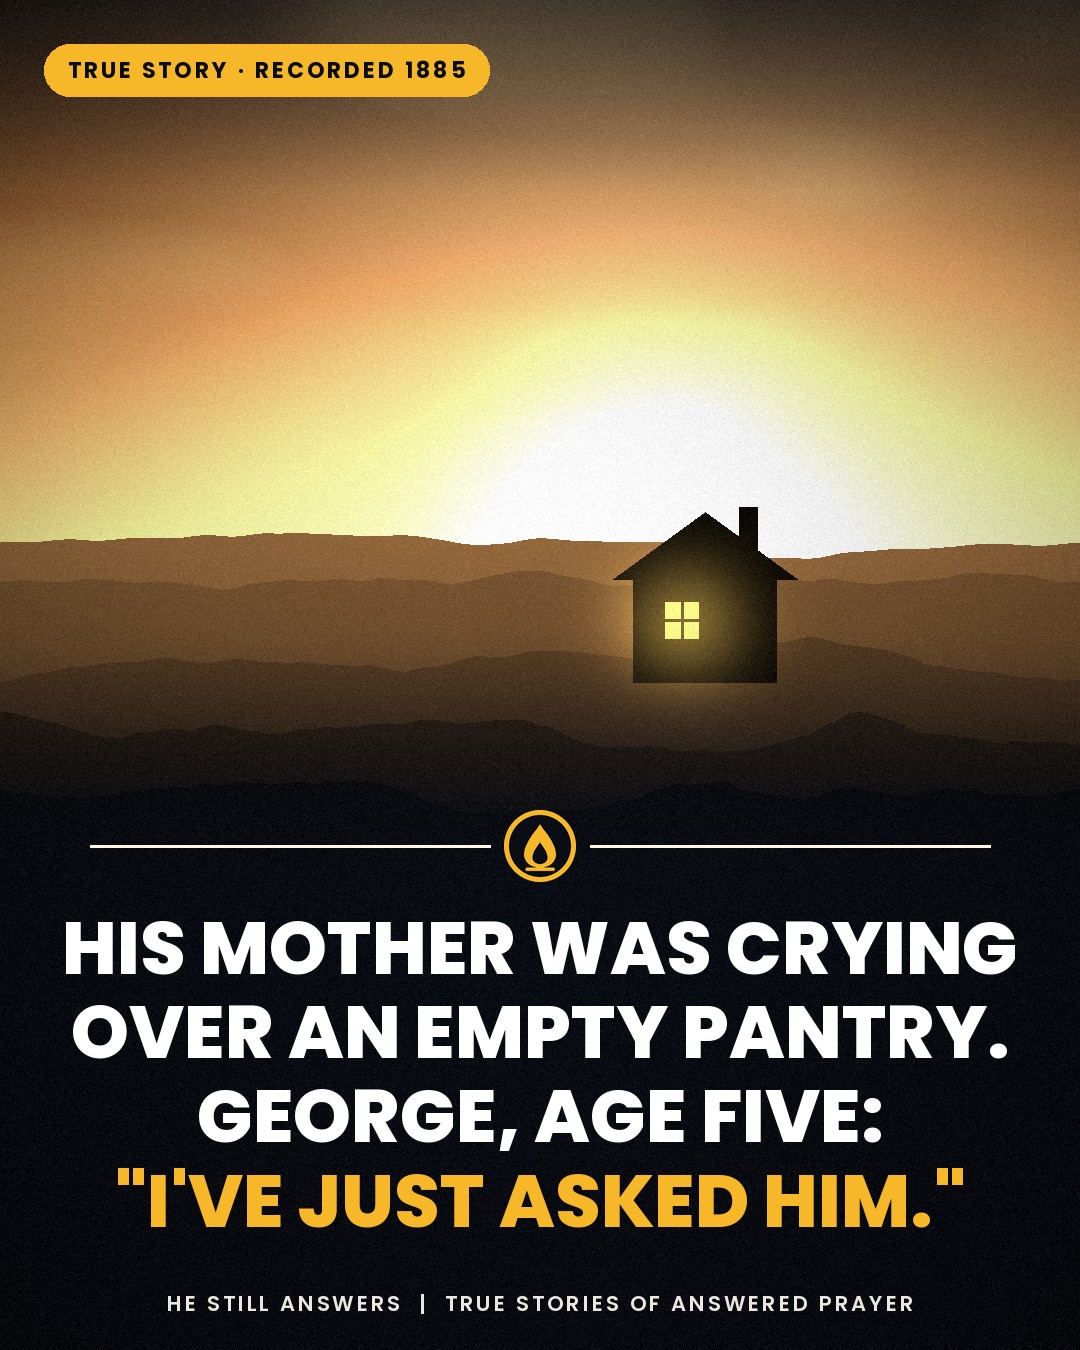 TRUE STORY · RECORDED 1885
HIS MOTHER WAS CRYING
OVER AN EMPTY PANTRY.
GEORGE, AGE FIVE:
"I'VE JUST ASKED HIM."
HE STILL ANSWERS | TRUE STORIES OF ANSWERED PRAYER